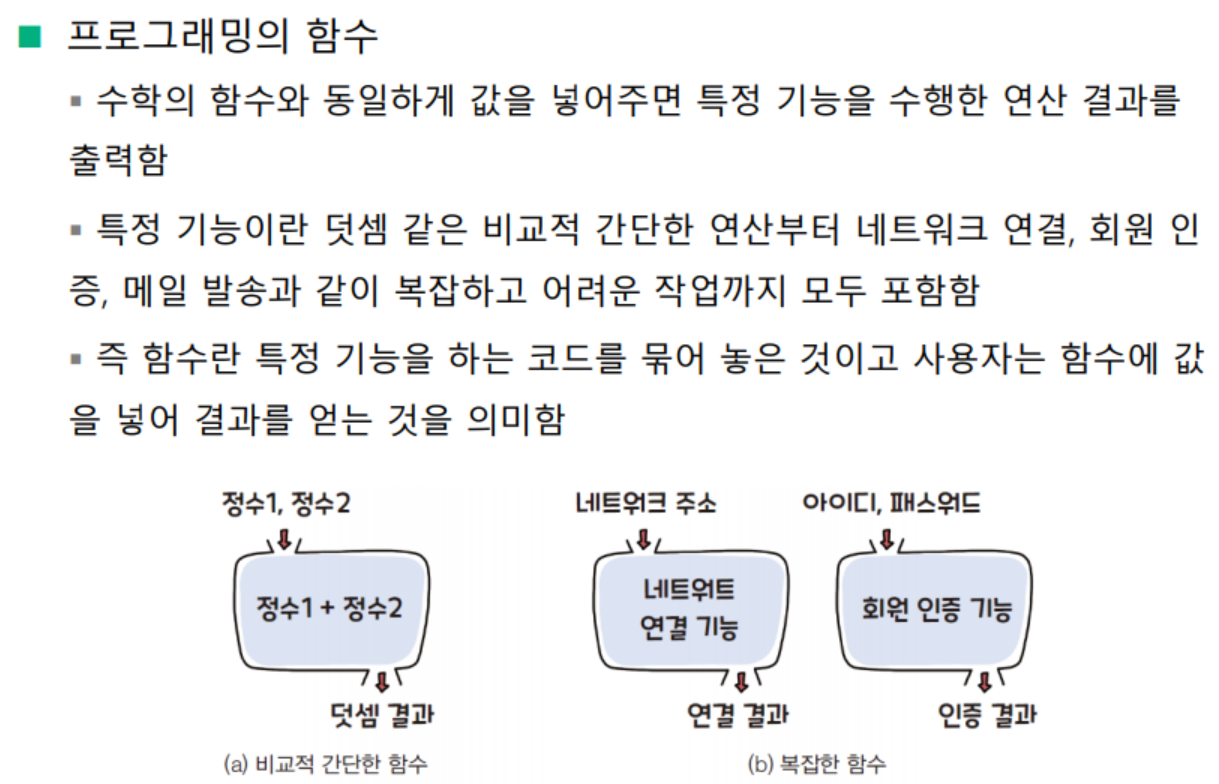 프로그래밍의 함수
수학의 함수와 동일하게 값을 넣어주면 특정 기능을 수행한 연산 결과를
출력함
특정 기능이란 덧셈 같은 비교적 간단한 연산부터 네트워크 연결, 회원 인
증, 메일 발송과 같이 복잡하고 어려운 작업까지 모두 포함함
즉 함수란 특정 기능을 하는 코드를 묶어 놓은 것이고 사용자는 함수에 값
을 넣어 결과를 얻는 것을 의미함
정수1, 정수2
정수1 + 정수2
덧셈 결과
(a) 비교적 간단한 함수
네트워크 주소
네트워트
연결 기능
연결 결과
아이디, 패스워드
회원 인증 기능
인증 결과
(b) 복잡한 함수